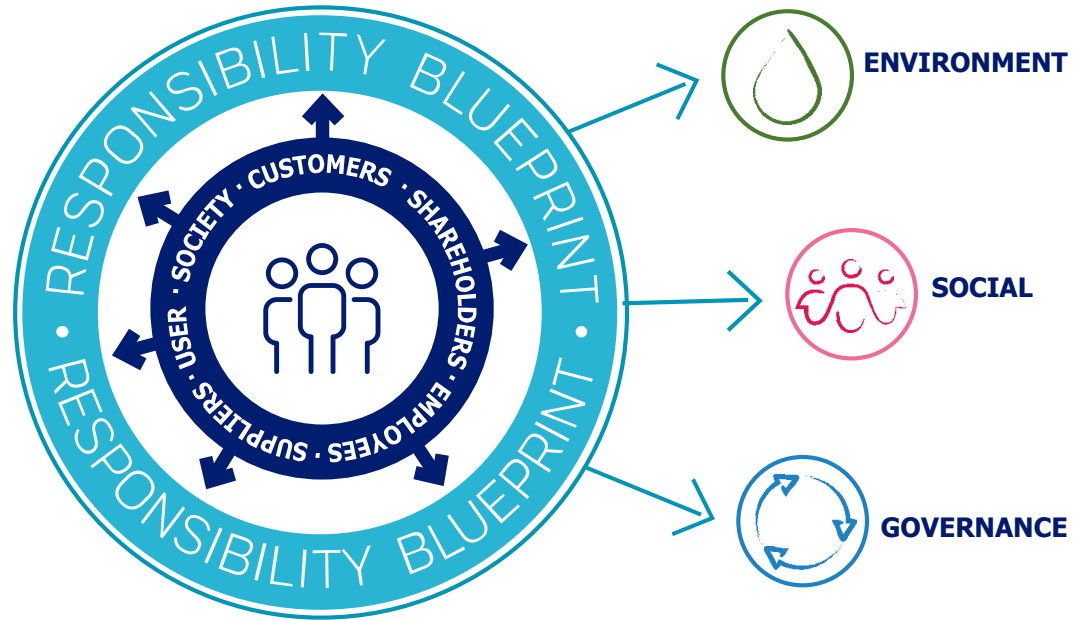 RESPONSIBILITY BLUEPRINT
• RESPONSIBILITY BLUEPRINT •
CUSTOMERS · SHAREHOLDERS · EMPLOYEES · SUPPLIERS · USER · SOCIETY ·
ENVIRONMENT
SOCIAL
GOVERNANCE